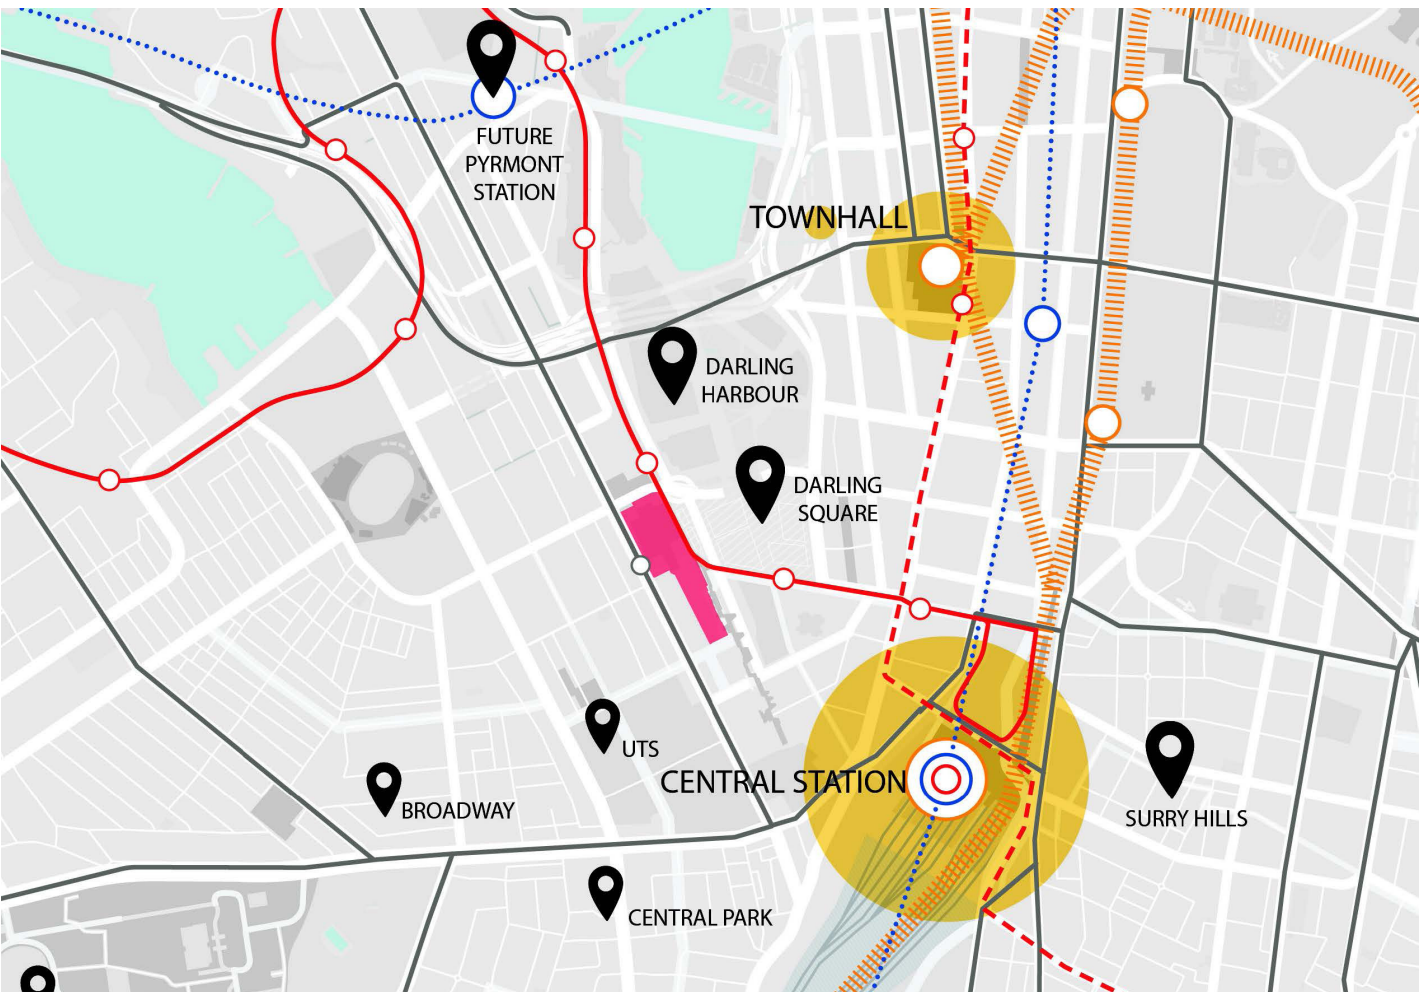 FUTURE
PYRMONT
STATION
TOWNHALL
DARLING
HARBOUR
DARLING
SQUARE
UTS
CENTRAL STATION
BROADWAY
SURRY HILLS
CENTRAL PARK